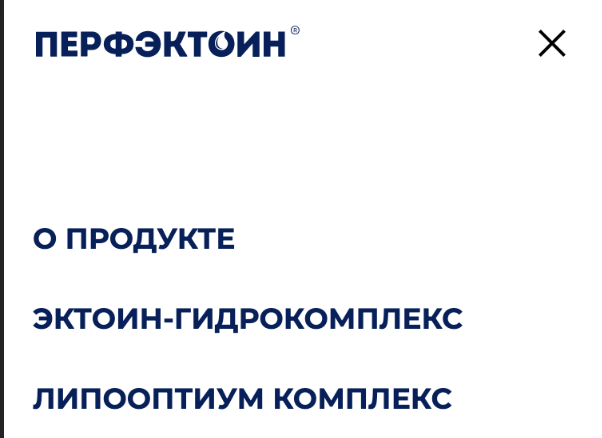 ПЕРФЭКТОИН®
О ПРОДУКТЕ
ЭКТОИН-ГИДРОКОМПЛЕКС
ЛИПООПТИУМ КОМПЛЕКС